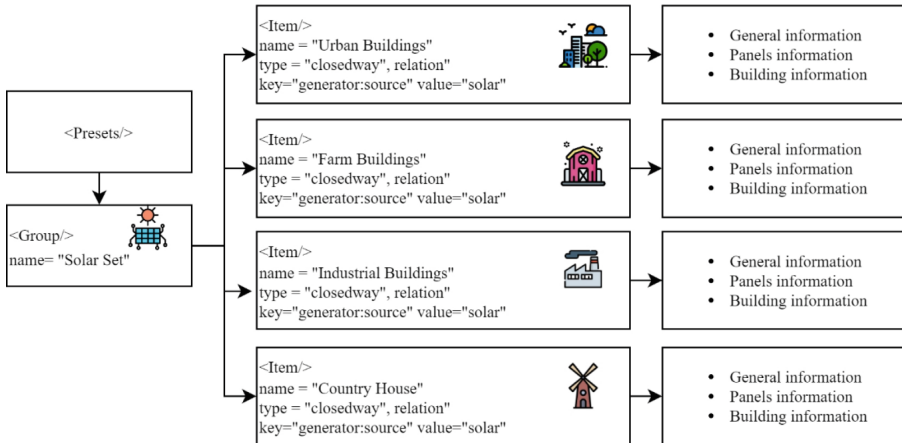 <Presets/>
<Group/>
name= "Solar Set"
<Item/>
name = "Urban Buildings"
type = "closedway", relation"
key="generator:source" value="solar"
• General information
• Panels information
• Building information
<Item/>
name = "Farm Buildings"
type = "closedway", relation"
key="generator:source" value="solar"
• General information
• Panels information
• Building information
<Item/>
name = "Industrial Buildings"
type = "closedway", relation"
key="generator:source" value="solar"
• General information
• Panels information
• Building information
<Item/>
name = "Country House"
type = "closedway", relation"
key="generator:source" value="solar"
• General information
• Panels information
• Building information